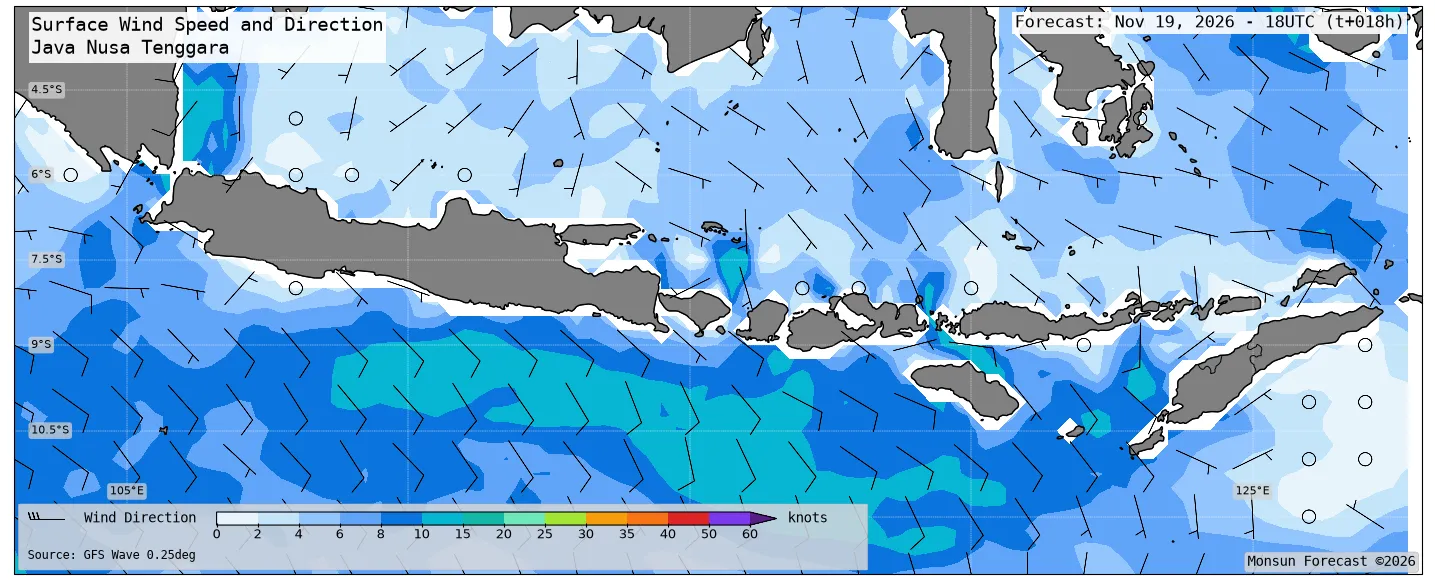 Surface Wind Speed and Direction
Java Nusa Tenggara
Forecast: Nov 19, 2026 - 18UTC (t+018h)
4.5°S
6°S
7.5°S
9°S
10.5°S
105°E
125°E
Wind Direction
0 2 4 6 8 10 15 20 25 30 35 40 50 60
knots
Source: GFS Wave 0.25deg
Monsun Forecast ©2026